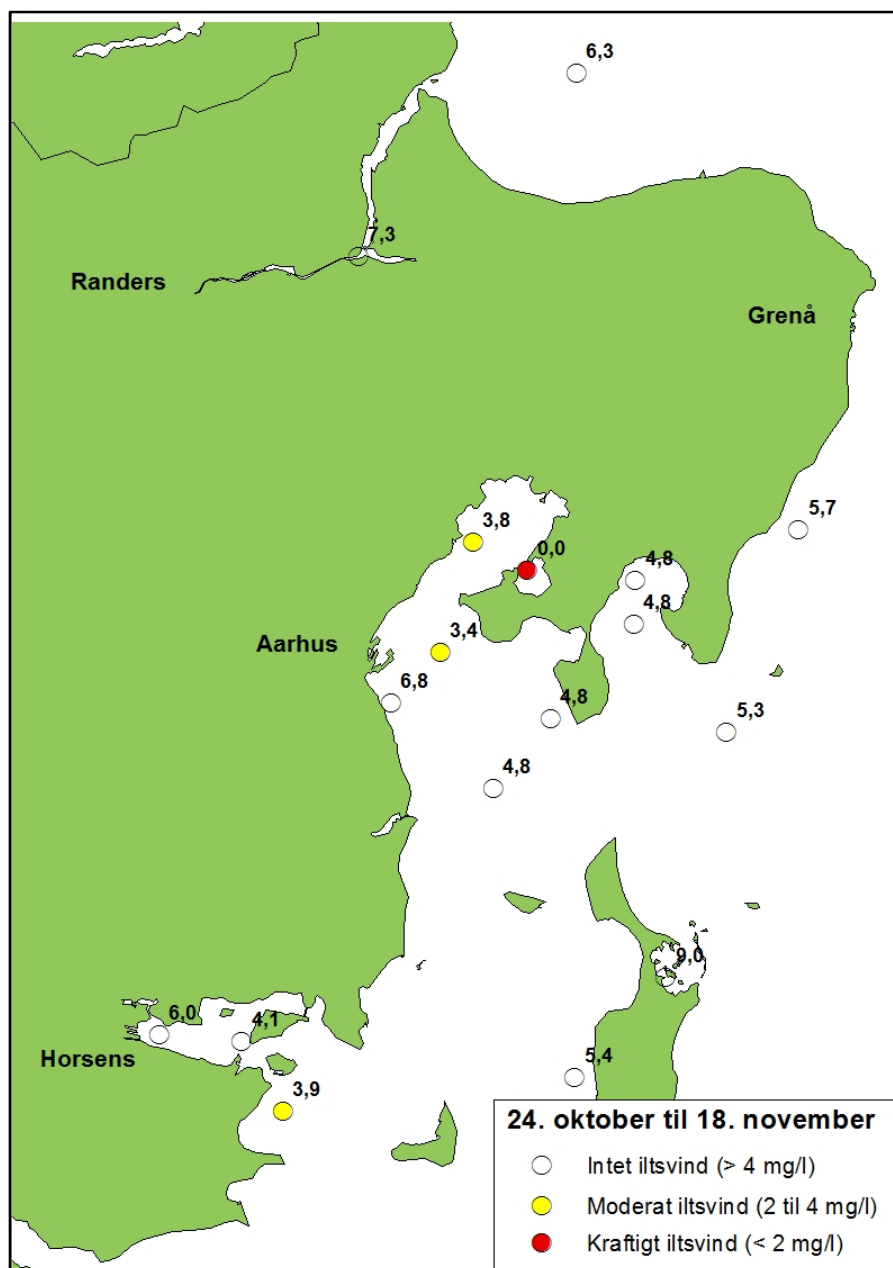 6,3
7,3
Randers
Grenå
5,7
3,8
0,0
4,8
4,8
Aarhus
3,4
6,8
4,8
5,3
4,8
9,0
6,0
4,1
Horsens
5,4
3,9
24. oktober til 18. november
Intet iltsvind (> 4 mg/l)
Moderat iltsvind (2 til 4 mg/l)
Kraftigt iltsvind (< 2 mg/l)